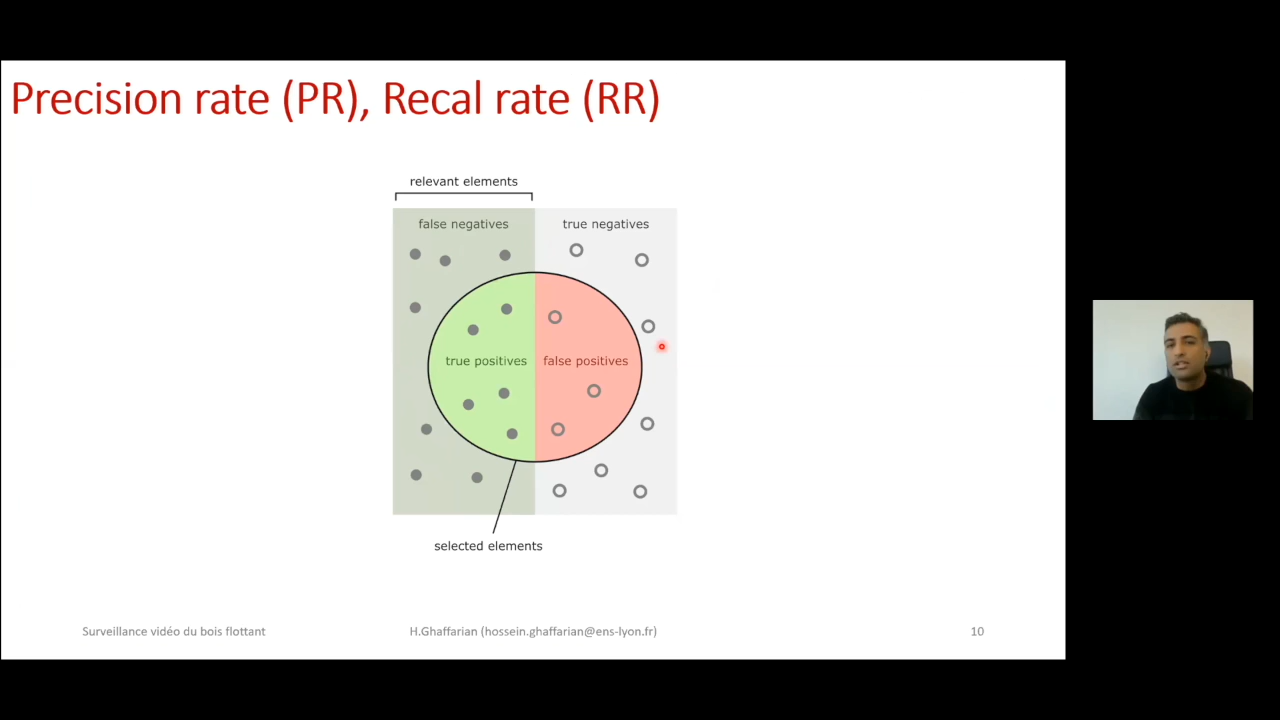 Precision rate (PR), Recal rate (RR)
relevant elements
false negatives
true negatives
true positives
false positives
selected elements
Surveillance vidéo du bois flottant
H.Ghaffarian (hossein.ghaffarian@ens-lyon.fr)
10